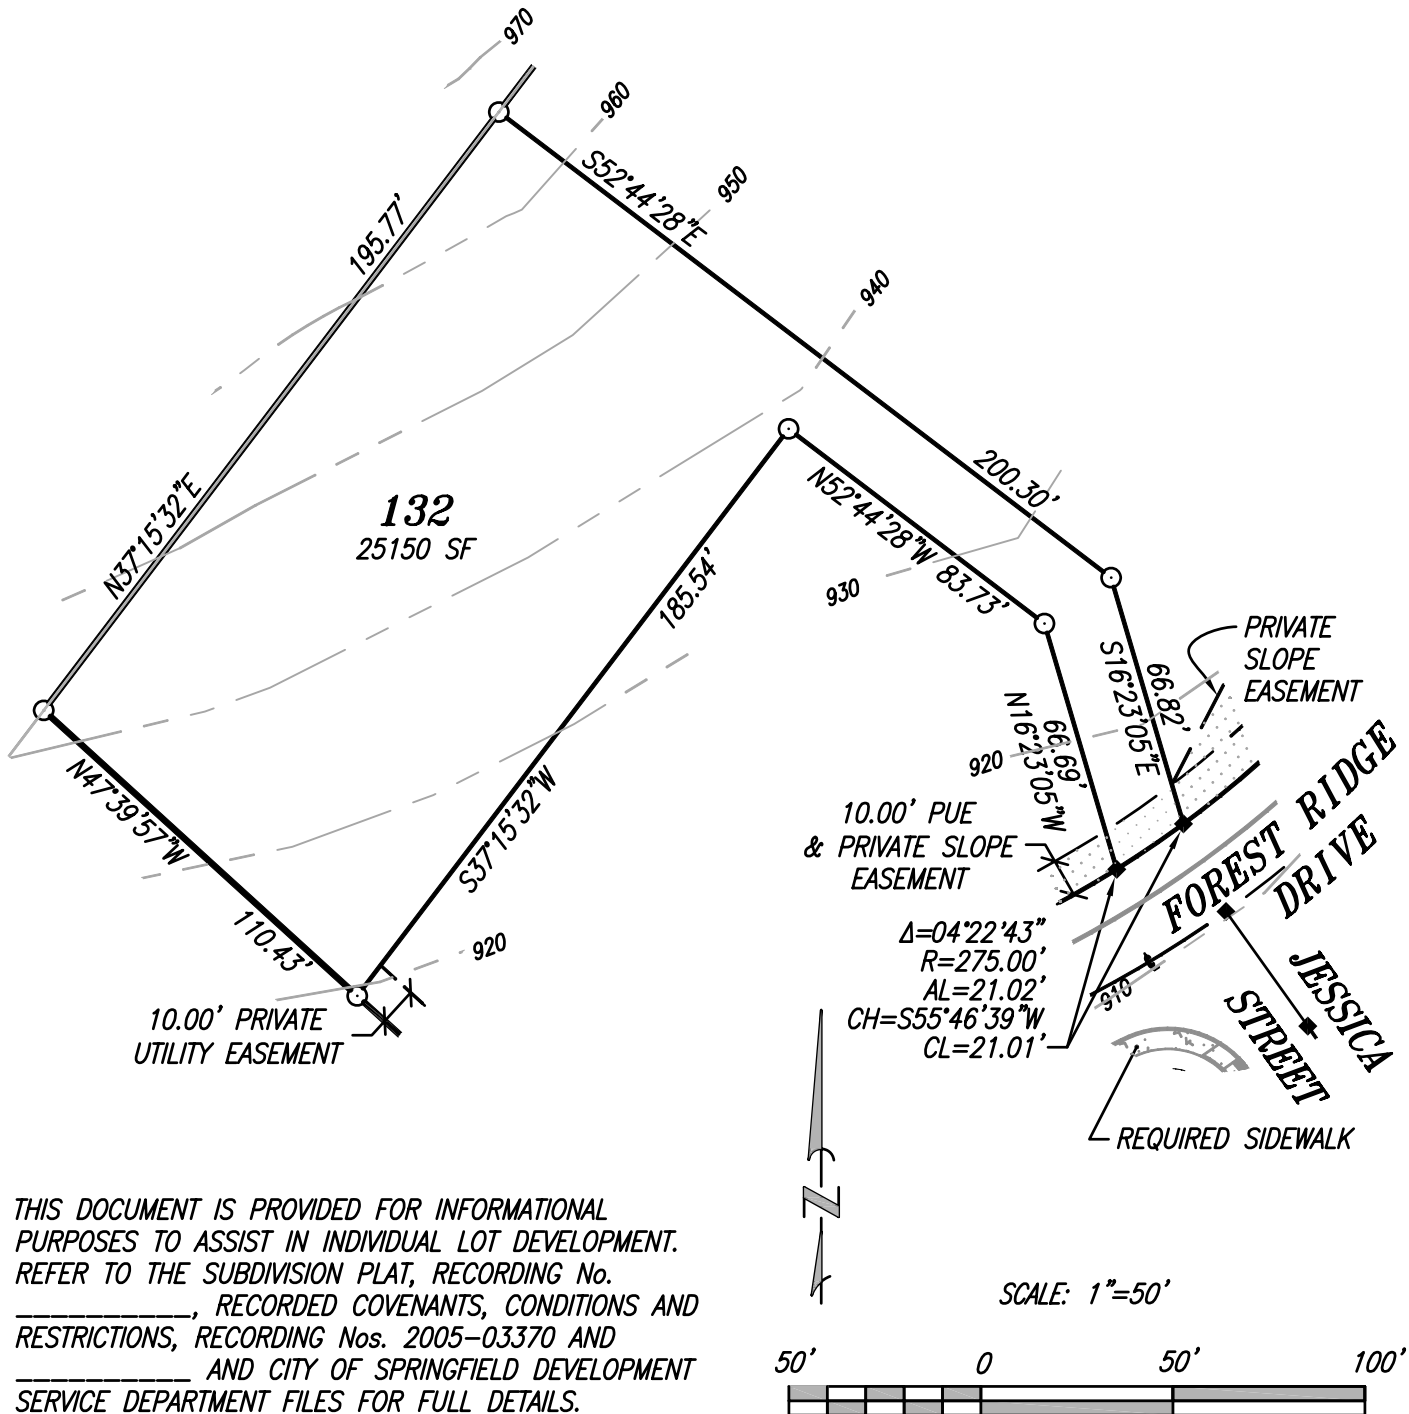 970
960
S52°44'28"E
950
195.77'
940
N37°15'32"E
132
25150 SF
200.30'
N52°44'28"W 83.73'
930
185.54'
PRIVATE
SLOPE
EASEMENT
66.82'
S16°23'05"E
66.69'
N16°23'05"W
920
N47°39'57"W
S37°15'32"W
10.00' PUE
& PRIVATE SLOPE
EASEMENT
FOREST RIDGE
DRIVE
110.43'
920
Δ=04°22'43"
R=275.00'
AL=21.02'
CH=S55°46'39"W
CL=21.01'
910
JESSICA
STREET
10.00' PRIVATE
UTILITY EASEMENT
REQUIRED SIDEWALK
N
THIS DOCUMENT IS PROVIDED FOR INFORMATIONAL
PURPOSES TO ASSIST IN INDIVIDUAL LOT DEVELOPMENT.
REFER TO THE SUBDIVISION PLAT, RECORDING No.
__________, RECORDED COVENANTS, CONDITIONS AND
RESTRICTIONS, RECORDING Nos. 2005-03370 AND
__________ AND CITY OF SPRINGFIELD DEVELOPMENT
SERVICE DEPARTMENT FILES FOR FULL DETAILS.
SCALE: 1"=50'
50' 0 50' 100'